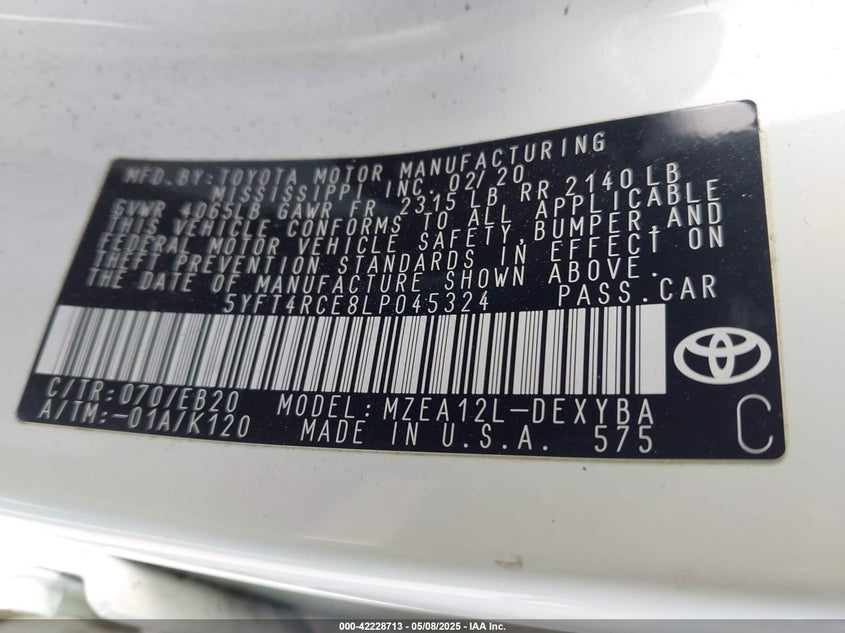 MFD. BY: TOYOTA MOTOR MANUFACTURING
MISSISSIPPI INC. 02/20
GVWR 4065LB GAWR FR 2315 LB RR 2140 LB
THIS VEHICLE CONFORMS TO ALL APPLICABLE
FEDERAL MOTOR VEHICLE SAFETY, BUMPER, AND
THEFT PREVENTION STANDARDS IN EFFECT ON
THE DATE OF MANUFACTURE SHOWN ABOVE.
5YFT4RCE8LP045324 PASS. CAR
C/TR: 070/EB20 MODEL: MZEA12L-DEXYBA
A/TM: -01A/K120 MADE IN U.S.A. 575 C
000-42228713 - 05/08/2025 - IAA Inc.